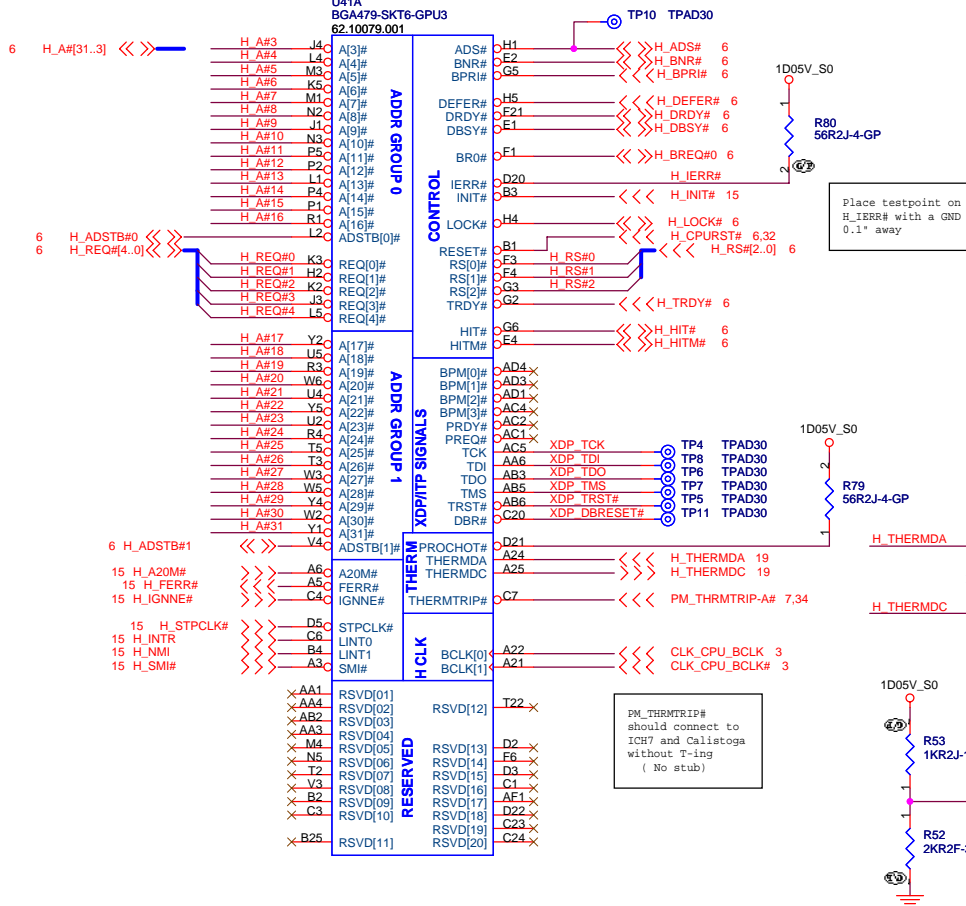 U41A
BGA479-SKT6-GPU3
62.10079.001
TP10 TPAD30
6 H_A#[31..3]
H_A#3 J4 A[3]#
H_A#4 L4 A[4]#
H_A#5 M3 A[5]#
H_A#6 K5 A[6]#
H_A#7 M1 A[7]#
H_A#8 N2 A[8]#
H_A#9 J1 A[9]#
H_A#10 N3 A[10]#
H_A#11 P5 A[11]#
H_A#12 P2 A[12]#
H_A#13 L1 A[13]#
H_A#14 P4 A[14]#
H_A#15 P1 A[15]#
H_A#16 R1 A[16]#
6 H_ADSTB#0 L2 ADSTB[0]#
6 H_REQ#[4..0]
H_REQ#0 K3 REQ[0]#
H_REQ#1 H2 REQ[1]#
H_REQ#2 K2 REQ[2]#
H_REQ#3 J3 REQ[3]#
H_REQ#4 L5 REQ[4]#
ADDR GROUP 0
H_A#17 Y2 A[17]#
H_A#18 U5 A[18]#
H_A#19 R3 A[19]#
H_A#20 W6 A[20]#
H_A#21 U4 A[21]#
H_A#22 Y5 A[22]#
H_A#23 U2 A[23]#
H_A#24 R4 A[24]#
H_A#25 T5 A[25]#
H_A#26 T3 A[26]#
H_A#27 W3 A[27]#
H_A#28 W5 A[28]#
H_A#29 Y4 A[29]#
H_A#30 W2 A[30]#
H_A#31 Y1 A[31]#
6 H_ADSTB#1 V4 ADSTB[1]#
ADDR GROUP 1
15 H_A20M# A6 A20M#
15 H_FERR# A5 FERR#
15 H_IGNNE# C4 IGNNE#
15 H_STPCLK# D5 STPCLK#
15 H_INTR C6 LINT0
15 H_NMI B4 LINT1
15 H_SMI# A3 SMI#
AA1 RSVD[01]
AA4 RSVD[02]
AB2 RSVD[03]
AA3 RSVD[04]
M4 RSVD[05]
N5 RSVD[06]
T2 RSVD[07]
V3 RSVD[08]
B2 RSVD[09]
C3 RSVD[10]
B25 RSVD[11]
RESERVED
ADS# H1 H_ADS# 6
BNR# E2 H_BNR# 6
BPRI# G5 H_BPRI# 6
DEFER# H5 H_DEFER# 6
DRDY# F21 H_DRDY# 6
DBSY# E1 H_DBSY# 6
BR0# F1 H_BREQ#0 6
IERR# D20 H_IERR#
INIT# B3 H_INIT# 15
LOCK# H4 H_LOCK# 6
RESET# B1 H_CPURST# 6,32
H_RS#[2..0] 6
RS[0]# F3 H_RS#0
RS[1]# F4 H_RS#1
RS[2]# G3 H_RS#2
TRDY# G2 H_TRDY# 6
HIT# G6 H_HIT# 6
HITM# E4 H_HITM# 6
CONTROL
BPM[0]# AD4
BPM[1]# AD3
BPM[2]# AD1
BPM[3]# AC4
PRDY# AC2
PREQ# AC1
TCK AC5 XDP_TCK TP4 TPAD30
TDI AA6 XDP_TDI TP8 TPAD30
TDO AB3 XDP_TDO TP6 TPAD30
TMS AB5 XDP_TMS TP7 TPAD30
TRST# AB6 XDP_TRST# TP5 TPAD30
DBR# C20 XDP_DBRESET# TP11 TPAD30
XDP/ITP SIGNALS
PROCHOT# D21
THERMDA A24 H_THERMDA 19
THERMDC A25 H_THERMDC 19
THERMTRIP# C7 PM_THRMTRIP-A# 7,34
THERM
BCLK[0] A22 CLK_CPU_BCLK 3
BCLK[1] A21 CLK_CPU_BCLK# 3
H CLK
RSVD[12] T22
RSVD[13] D2
RSVD[14] F6
RSVD[15] D3
RSVD[16] C1
RSVD[17] AF1
RSVD[18] D22
RSVD[19] C23
RSVD[20] C24
1D05V_S0
1
R80
56R2J-4-GP
2
Place testpoint on
H_IERR# with a GND
0.1" away
1D05V_S0
2
R79
56R2J-4-GP
1
H_THERMDA
H_THERMDC
PM_THRMTRIP#
should connect to
ICH7 and Calistoga
without T-ing
( No stub)
1D05V_S0
R53
1KR2J-1
1
1
R52
2KR2F-3